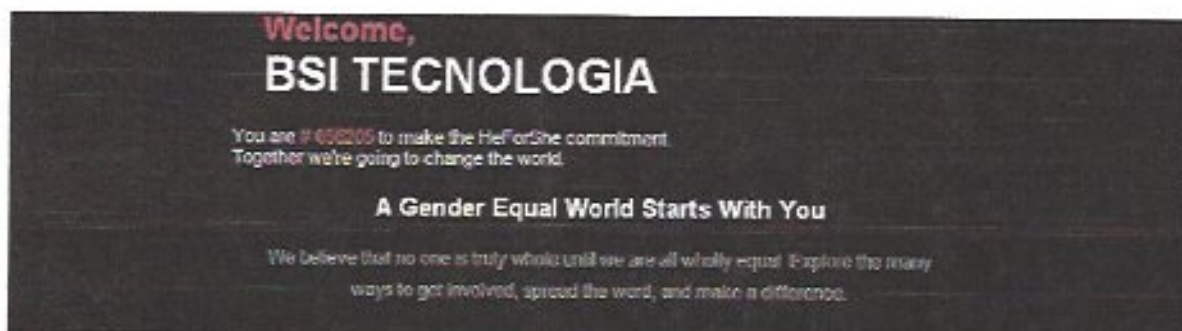 Welcome,
BSI TECNOLOGIA
You are to make the HeForShe commitment.
Together we're going to change the world.
A Gender Equal World Starts With You
We believe that no one is truly whole until we are all wholly equal. Explore the many
ways to get involved, spread the word, and make a difference.